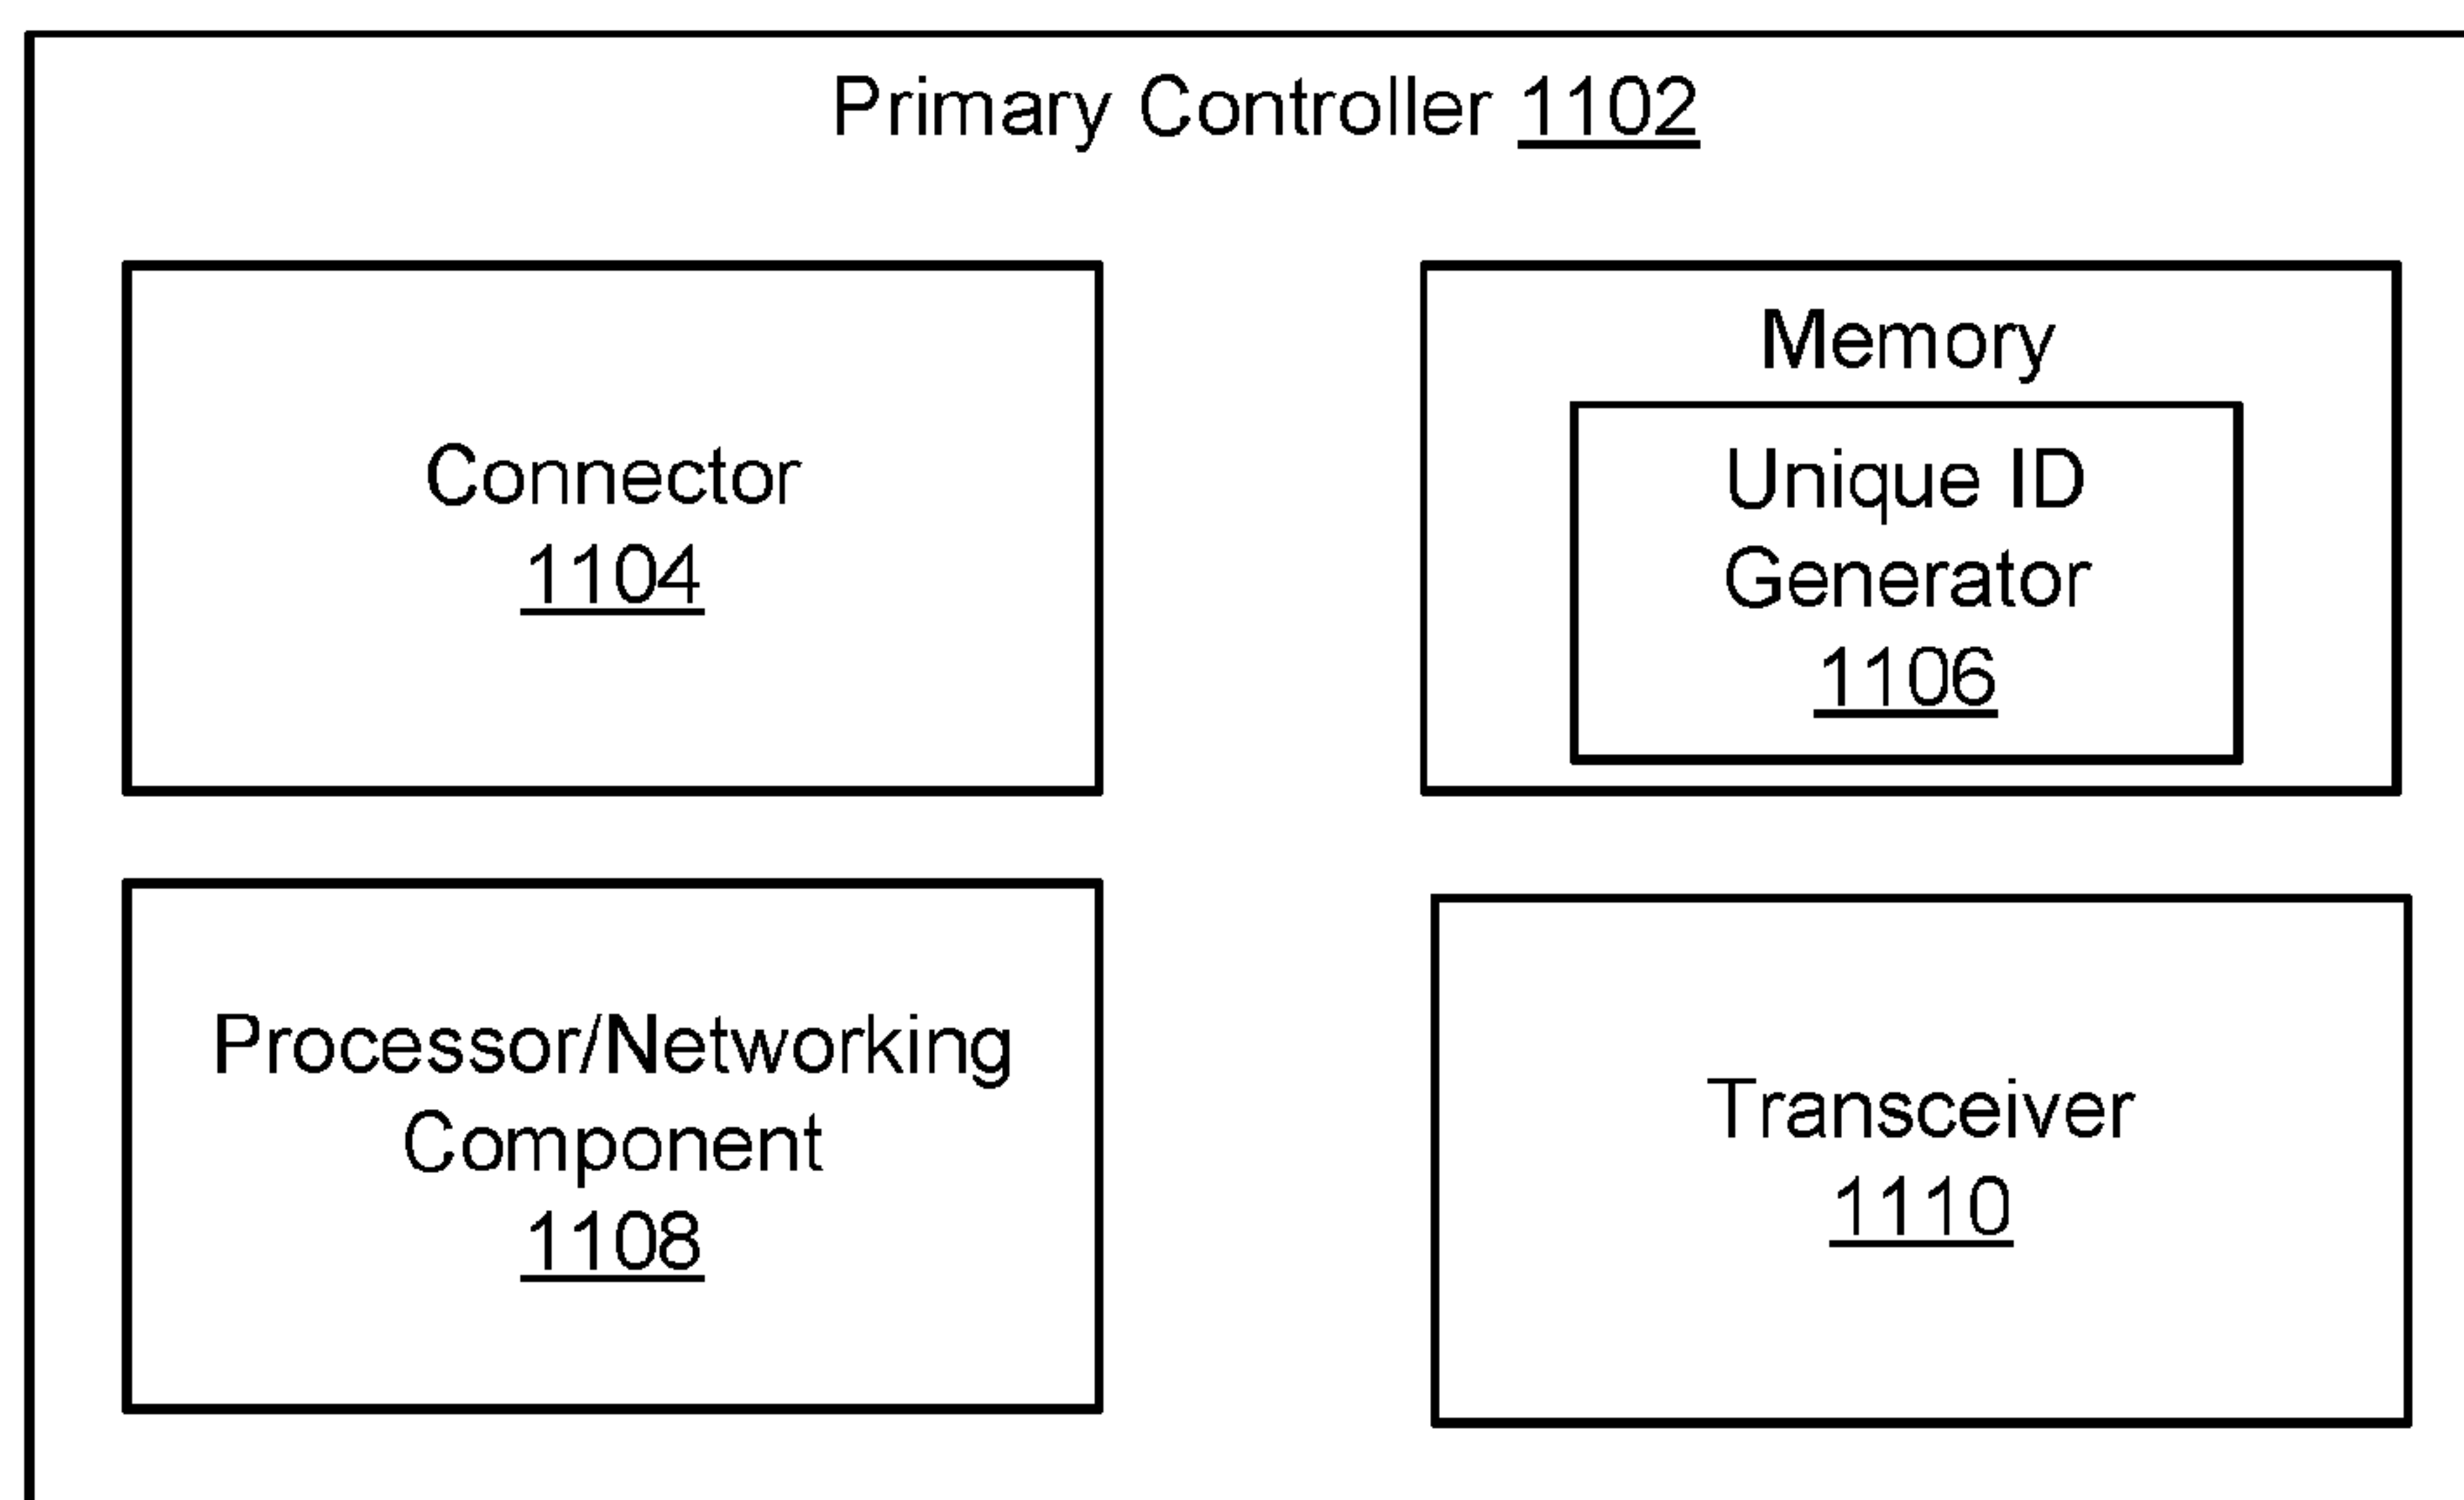 Primary Controller 1102
Connector
1104
Memory
Unique ID
Generator
1106
Processor/Networking
Component
1108
Transceiver
1110